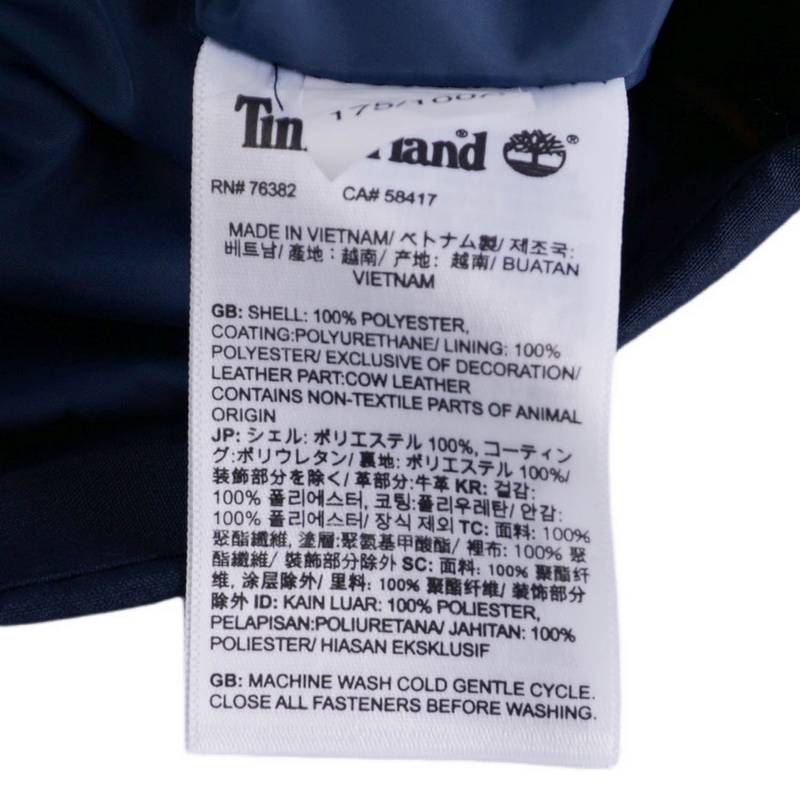 175/100A
Timberland®
RN# 76382 CA# 58417
MADE IN VIETNAM/ ベトナム製/ 제조국:
베트남/ 產地：越南/ 产地：越南/ BUATAN
VIETNAM
GB: SHELL: 100% POLYESTER,
COATING:POLYURETHANE/ LINING: 100%
POLYESTER/ EXCLUSIVE OF DECORATION/
LEATHER PART:COW LEATHER
CONTAINS NON-TEXTILE PARTS OF ANIMAL
ORIGIN
JP: シェル: ポリエステル 100%, コーティン
グ:ポリウレタン/ 裏地: ポリエステル 100%/
装飾部分を除く/ 革部分:牛革 KR: 겉감:
100% 폴리에스터, 코팅:폴리우레탄/ 안감:
100% 폴리에스터/ 장식 제외 TC: 面料: 100%
聚酯纖維, 塗層:聚氨基甲酸酯/ 裡布: 100% 聚
酯纖維/ 裝飾部分除外 SC: 面料: 100% 聚酯纤
维, 涂层除外/ 里料: 100% 聚酯纤维/ 装饰部分
除外 ID: KAIN LUAR: 100% POLIESTER,
PELAPISAN:POLIURETANA/ JAHITAN: 100%
POLIESTER/ HIASAN EKSKLUSIF
GB: MACHINE WASH COLD GENTLE CYCLE.
CLOSE ALL FASTENERS BEFORE WASHING.